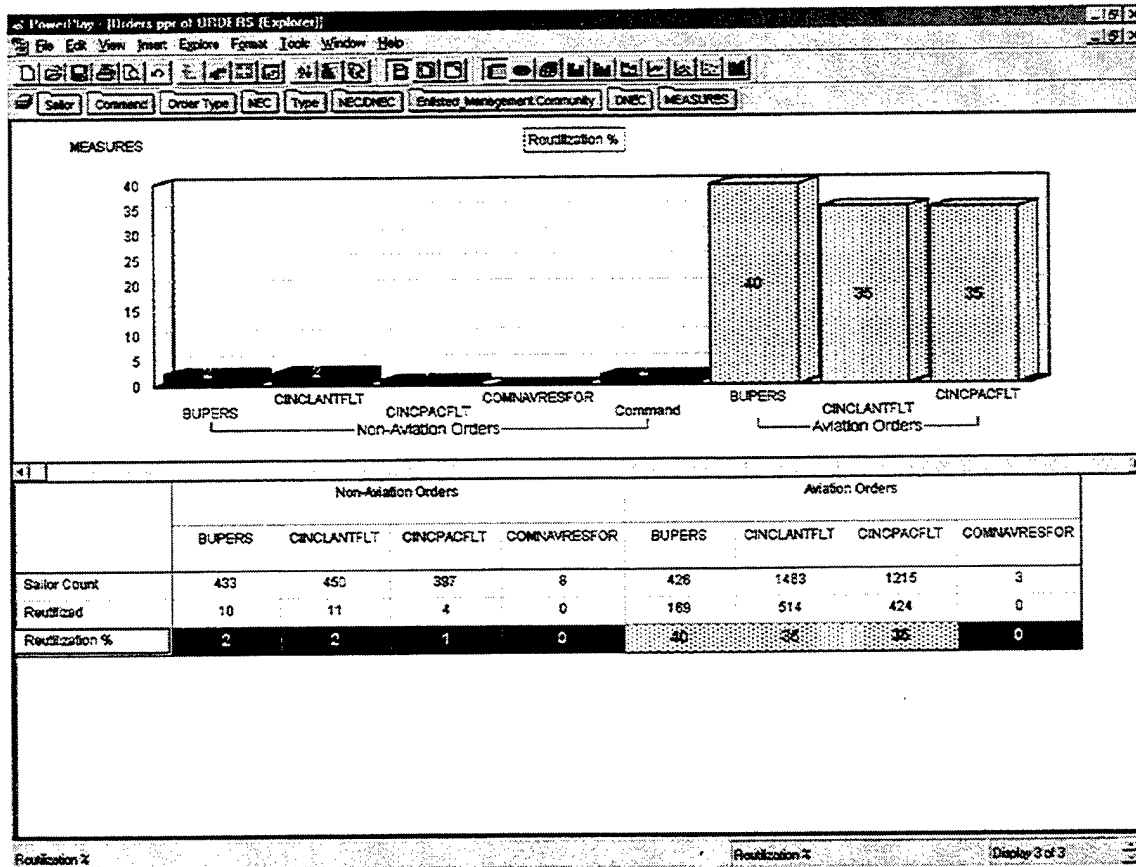 PowerPlay - [Orders.ppr of ORDERS (Explorer)]
File Edit View Insert Explore Format Tools Window Help
Sailor Command Order Type NEC Type NEC/DNEC Enlisted_Management Community DNEC MEASURES
MEASURES
Reutilization %
40
35
30
25
20
15
10
5
0
2 2 40 35 35
BUPERS CINCLANTFLT CINCPACFLT COMNAVRESFOR Command BUPERS CINCLANTFLT CINCPACFLT
Non-Aviation Orders Aviation Orders
Non-Aviation Orders Aviation Orders
BUPERS CINCLANTFLT CINCPACFLT COMNAVRESFOR BUPERS CINCLANTFLT CINCPACFLT COMNAVRESFOR
Sailor Count 433 450 397 8 426 1483 1215 3
Reutilized 10 11 4 0 169 514 424 0
Reutilization % 2 2 1 0 40 35 35 0
Reutilization % Reutilization % Display 3 of 3